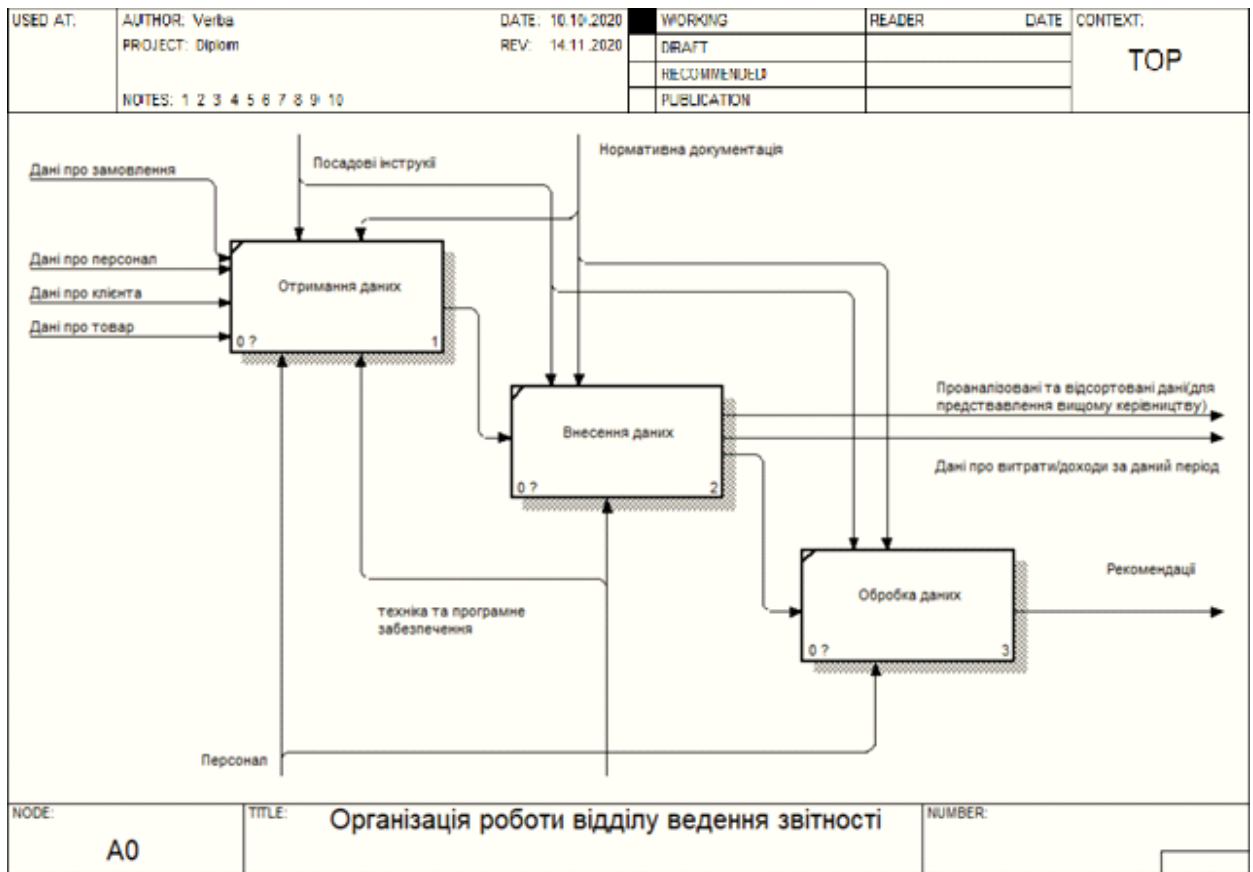 USED AT:
AUTHOR: Verba
DATE: 10.10.2020
PROJECT: Diplom
REV: 14.11.2020
NOTES: 1 2 3 4 5 6 7 8 9 10
WORKING
DRAFT
RECOMMENDED
PUBLICATION
READER
DATE
CONTEXT:
TOP
Дані про замовлення
Посадові інструкії
Нормативна документація
Дані про персонал
Дані про клієнта
Дані про товар
Отримання даних
0 ?
1
Внесення даних
0 ?
2
Проаналізовані та відсортовані дані(для
предствавлення вищому керівництву)
Дані про витрати/доходи за даний період
Обробка даних
0 ?
3
Рекомендації
техніка та програмне
забезпечення
Персонал
NODE:
A0
TITLE:
Організація роботи відділу ведення звітності
NUMBER: